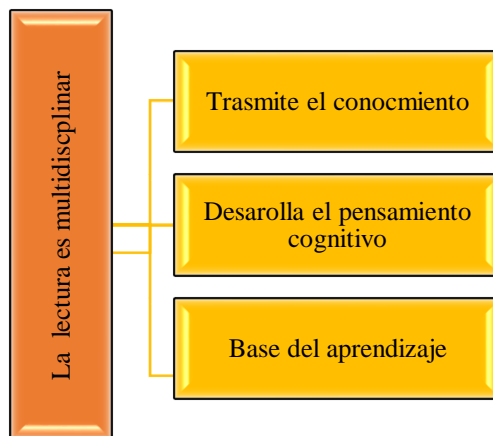 La lectura es multidiscplinar
Trasmite el conocmiento
Desarolla el pensamiento
cognitivo
Base del aprendizaje